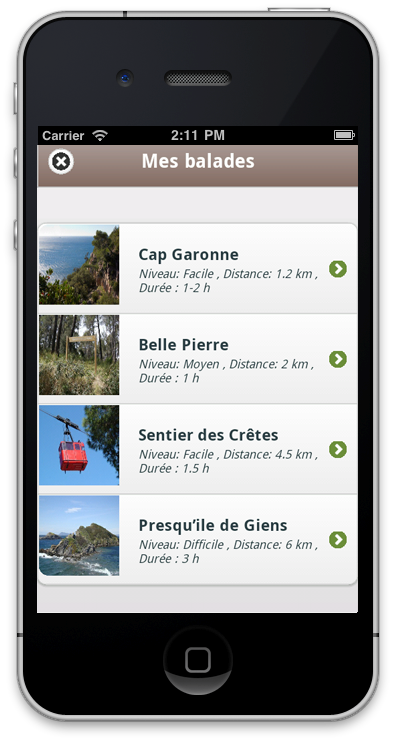 Carrier 2:11 PM
Mes balades
Cap Garonne
Niveau: Facile , Distance: 1.2 km ,
Durée : 1-2 h
Belle Pierre
Niveau: Moyen , Distance: 2 km ,
Durée : 1 h
Sentier des Crêtes
Niveau: Facile , Distance: 4.5 km ,
Durée : 1.5 h
Presqu’ile de Giens
Niveau: Difficile , Distance: 6 km ,
Durée : 3 h